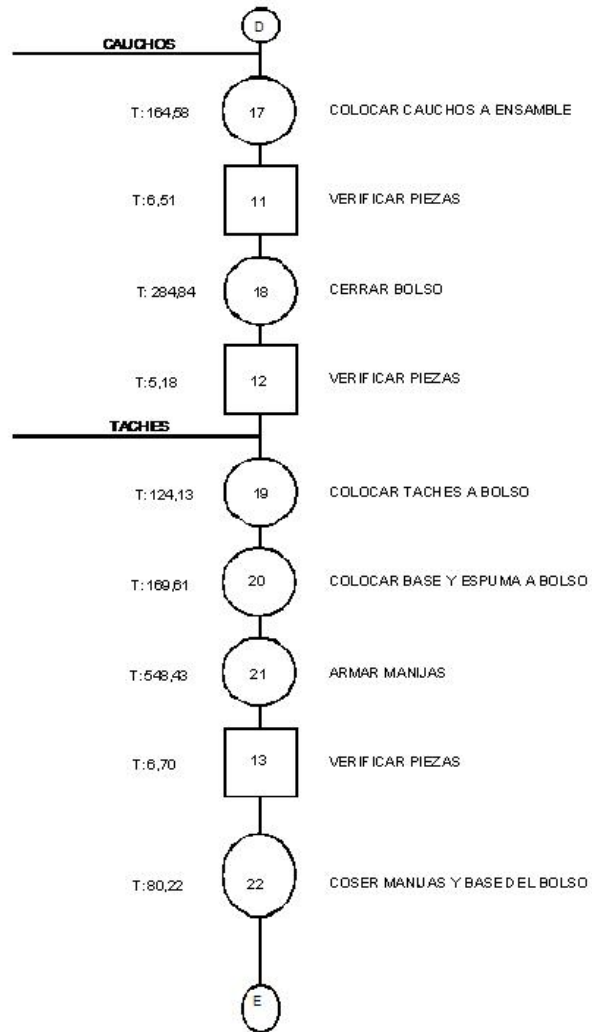 D
CAUCHOS
T:164,58 17 COLOCAR CAUCHOS A ENSAMBLE
T:6,51 11 VERIFICAR PIEZAS
T: 284,84 18 CERRAR BOLSO
T:5,18 12 VERIFICAR PIEZAS
TACHES
T:124,13 19 COLOCAR TACHES A BOLSO
T:169,61 20 COLOCAR BASE Y ESPUMA A BOLSO
T:548,43 21 ARMAR MANIJAS
T:6,70 13 VERIFICAR PIEZAS
T:80,22 22 COSER MANIJAS Y BASE DEL BOLSO
E